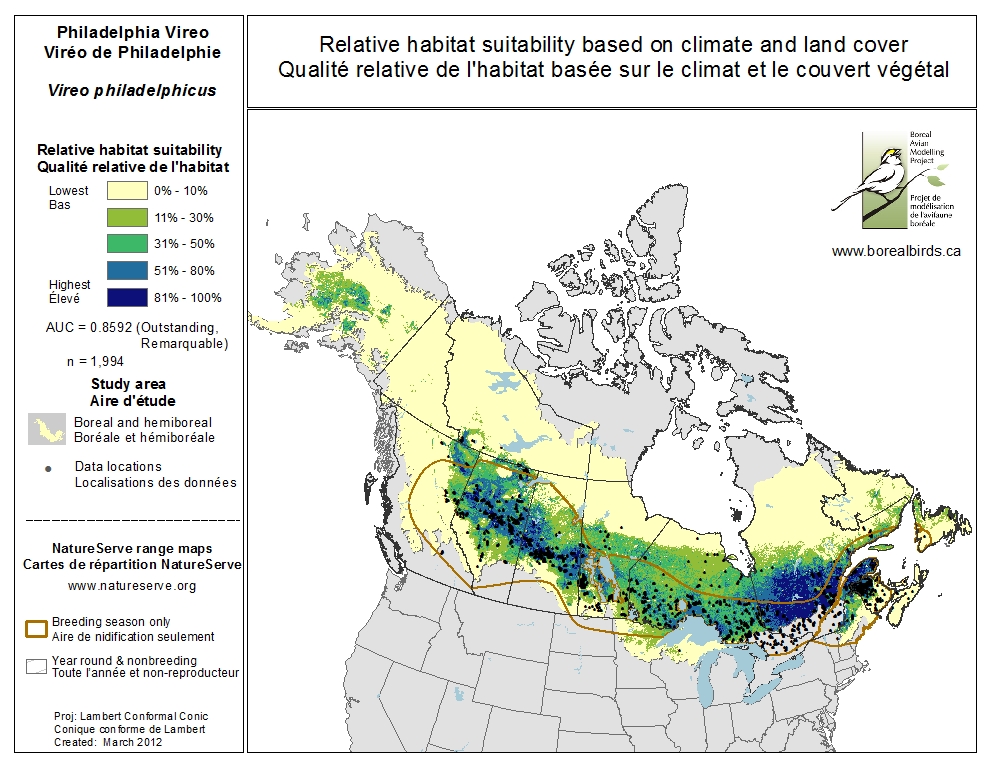 Philadelphia Vireo
Viréo de Philadelphie
Vireo philadelphicus
Relative habitat suitability
Qualité relative de l'habitat
Lowest
Bas
0% - 10%
11% - 30%
31% - 50%
51% - 80%
Highest
Élevé
81% - 100%
AUC = 0.8592 (Outstanding,
Remarquable)
n = 1,994
Study area
Aire d'étude
Boreal and hemiboreal
Boréale et hémiboréale
Data locations
Localisations des données
NatureServe range maps
Cartes de répartition NatureServe
www.natureserve.org
Breeding season only
Aire de nidification seulement
Year round & nonbreeding
Toute l'année et non-reproducteur
Proj: Lambert Conformal Conic
Conique conforme de Lambert
Created: March 2012
Relative habitat suitability based on climate and land cover
Qualité relative de l'habitat basée sur le climat et le couvert végétal
Boreal
Avian
Modelling
Project
Projet de
modélisation
de l'avifaune
boréale
www.borealbirds.ca